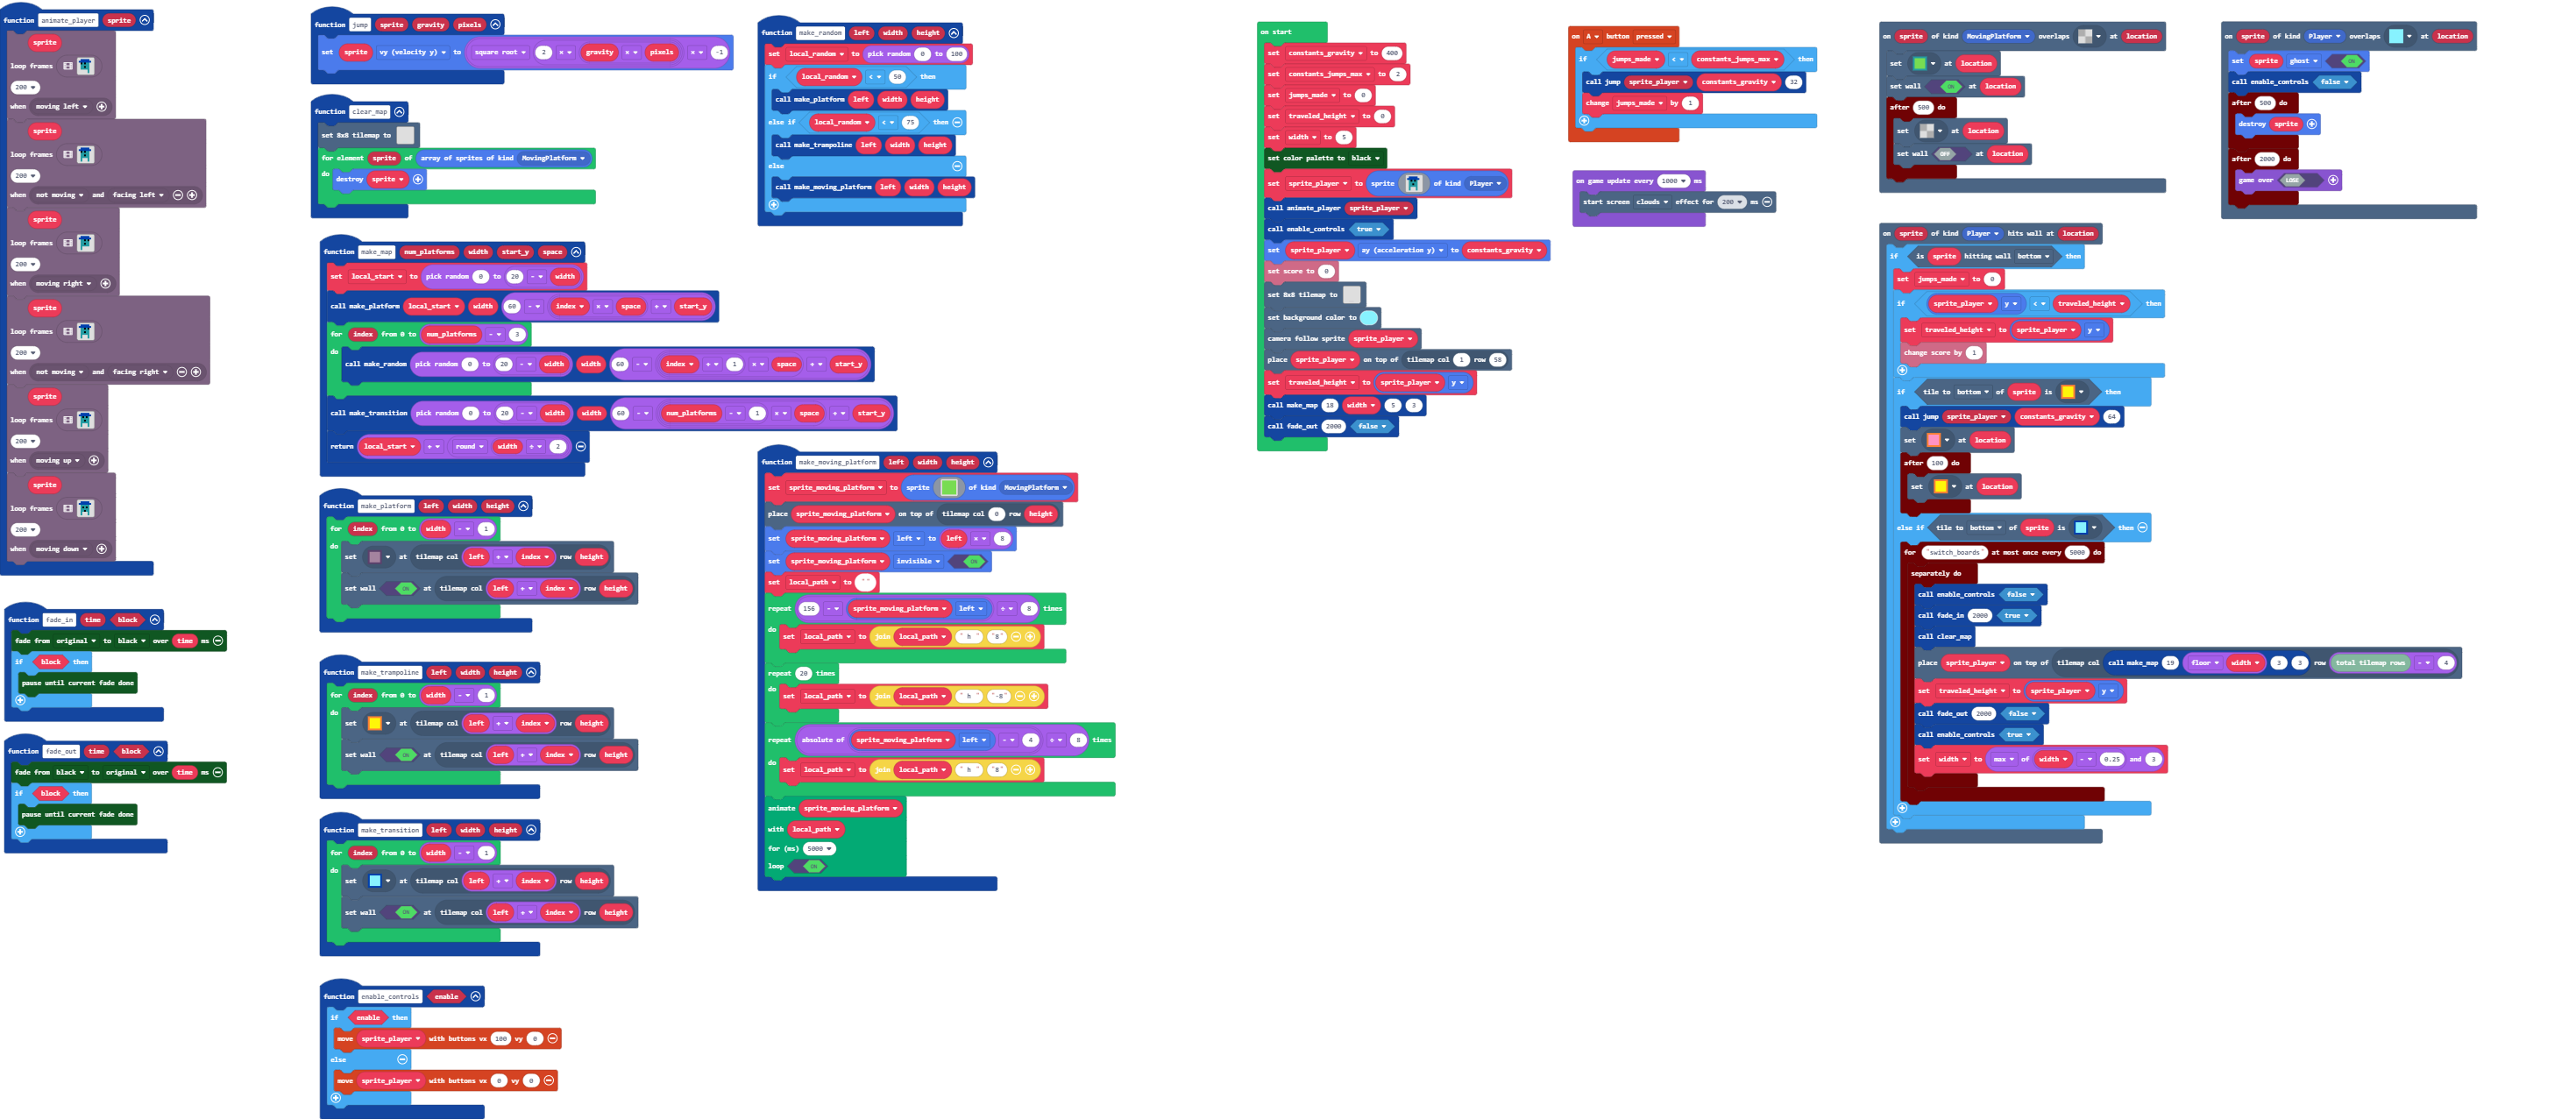 function animate_player sprite
sprite
loop frames
200
when moving left
sprite
loop frames
200
when not moving and facing left
sprite
loop frames
200
when moving right
sprite
loop frames
200
when not moving and facing right
sprite
loop frames
200
when moving up
sprite
loop frames
200
when moving down
function fade_in time block
fade from original to black over time ms
if block then
pause until current fade done
function fade_out time block
fade from black to original over time ms
if block then
pause until current fade done
function jump sprite gravity pixels
set sprite vy (velocity y) to square root 2 × gravity × pixels × -1
function clear_map
set 8x8 tilemap to
for element sprite of array of sprites of kind MovingPlatform
do destroy sprite
function make_map num_platforms width start_y space
set local_start to pick random 0 to 20 - width
call make_platform local_start width 60 - index × space + start_y
for index from 0 to num_platforms - 3
do call make_random pick random 0 to 20 - width width 60 - index + 1 × space + start_y
call make_transition pick random 0 to 20 - width width 60 - num_platforms - 1 × space + start_y
return local_start + round width ÷ 2
function make_platform left width height
for index from 0 to width - 1
do set at tilemap col left + index row height
set wall ON at tilemap col left + index row height
function make_trampoline left width height
for index from 0 to width - 1
do set at tilemap col left + index row height
set wall ON at tilemap col left + index row height
function make_transition left width height
for index from 0 to width - 1
do set at tilemap col left + index row height
set wall ON at tilemap col left + index row height
function enable_controls enable
if enable then
move sprite_player with buttons vx 100 vy 0
else
move sprite_player with buttons vx 0 vy 0
function make_random left width height
set local_random to pick random 0 to 100
if local_random < 50 then
call make_platform left width height
else if local_random < 75 then
call make_trampoline left width height
else
call make_moving_platform left width height
function make_moving_platform left width height
set sprite_moving_platform to sprite of kind MovingPlatform
place sprite_moving_platform on top of tilemap col 0 row height
set sprite_moving_platform left to left × 8
set sprite_moving_platform invisible ON
set local_path to " "
repeat 156 - sprite_moving_platform left ÷ 8 times
do set local_path to join local_path " h " "8"
repeat 20 times
do set local_path to join local_path " h " "-8"
repeat absolute of sprite_moving_platform left - 4 ÷ 8 times
do set local_path to join local_path " h " "8"
animate sprite_moving_platform
with local_path
for (ms) 5000
loop ON
on start
set constants_gravity to 400
set constants_jumps_max to 2
set jumps_made to 0
set traveled_height to 0
set width to 5
set color palette to black
set sprite_player to sprite of kind Player
call animate_player sprite_player
call enable_controls true
set sprite_player ay (acceleration y) to constants_gravity
set score to 0
set 8x8 tilemap to
set background color to
camera follow sprite sprite_player
place sprite_player on top of tilemap col 1 row 58
set traveled_height to sprite_player y
call make_map 18 width 5 3
call fade_out 2000 false
on A button pressed
if jumps_made < constants_jumps_max then
call jump sprite_player constants_gravity 32
change jumps_made by 1
on game update every 1000 ms
start screen clouds effect for 200 ms
on sprite of kind MovingPlatform overlaps at location
set at location
set wall ON at location
after 500 do
set at location
set wall OFF at location
on sprite of kind Player overlaps at location
set sprite ghost ON
call enable_controls false
after 500 do
destroy sprite
after 2000 do
game over LOSE
on sprite of kind Player hits wall at location
if is sprite hitting wall bottom then
set jumps_made to 0
if sprite_player y < traveled_height then
set traveled_height to sprite_player y
change score by 1
if tile to bottom of sprite is then
call jump sprite_player constants_gravity 64
set at location
after 100 do
set at location
else if tile to bottom of sprite is then
for "switch_boards" at most once every 5000 do
separately do
call enable_controls false
call fade_in 2000 true
call clear_map
place sprite_player on top of tilemap col call make_map 19 floor width 3 3 row total tilemap rows - 4
set traveled_height to sprite_player y
call fade_out 2000 false
call enable_controls true
set width to max of width - 0.25 and 3